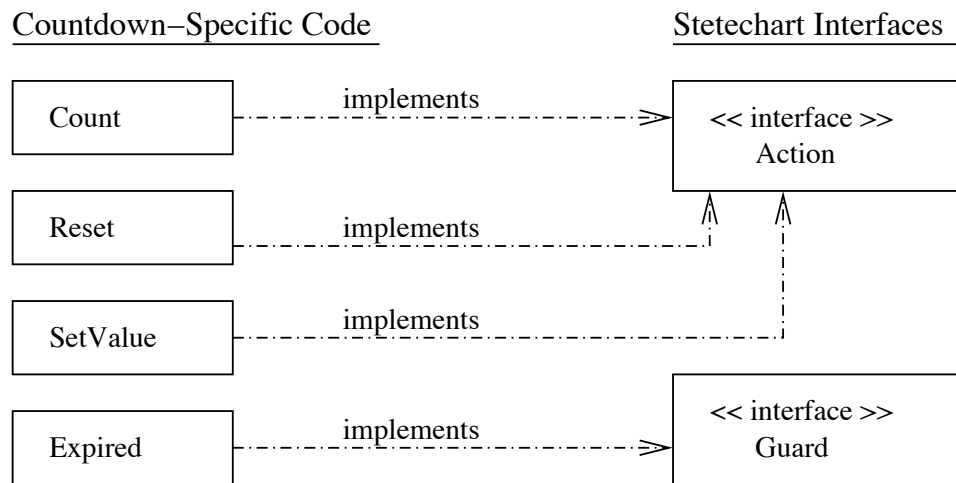 Countdown−Specific Code
Stetechart Interfaces
Count
implements
<< interface >>
Action
Reset
implements
SetValue
implements
Expired
implements
<< interface >>
Guard